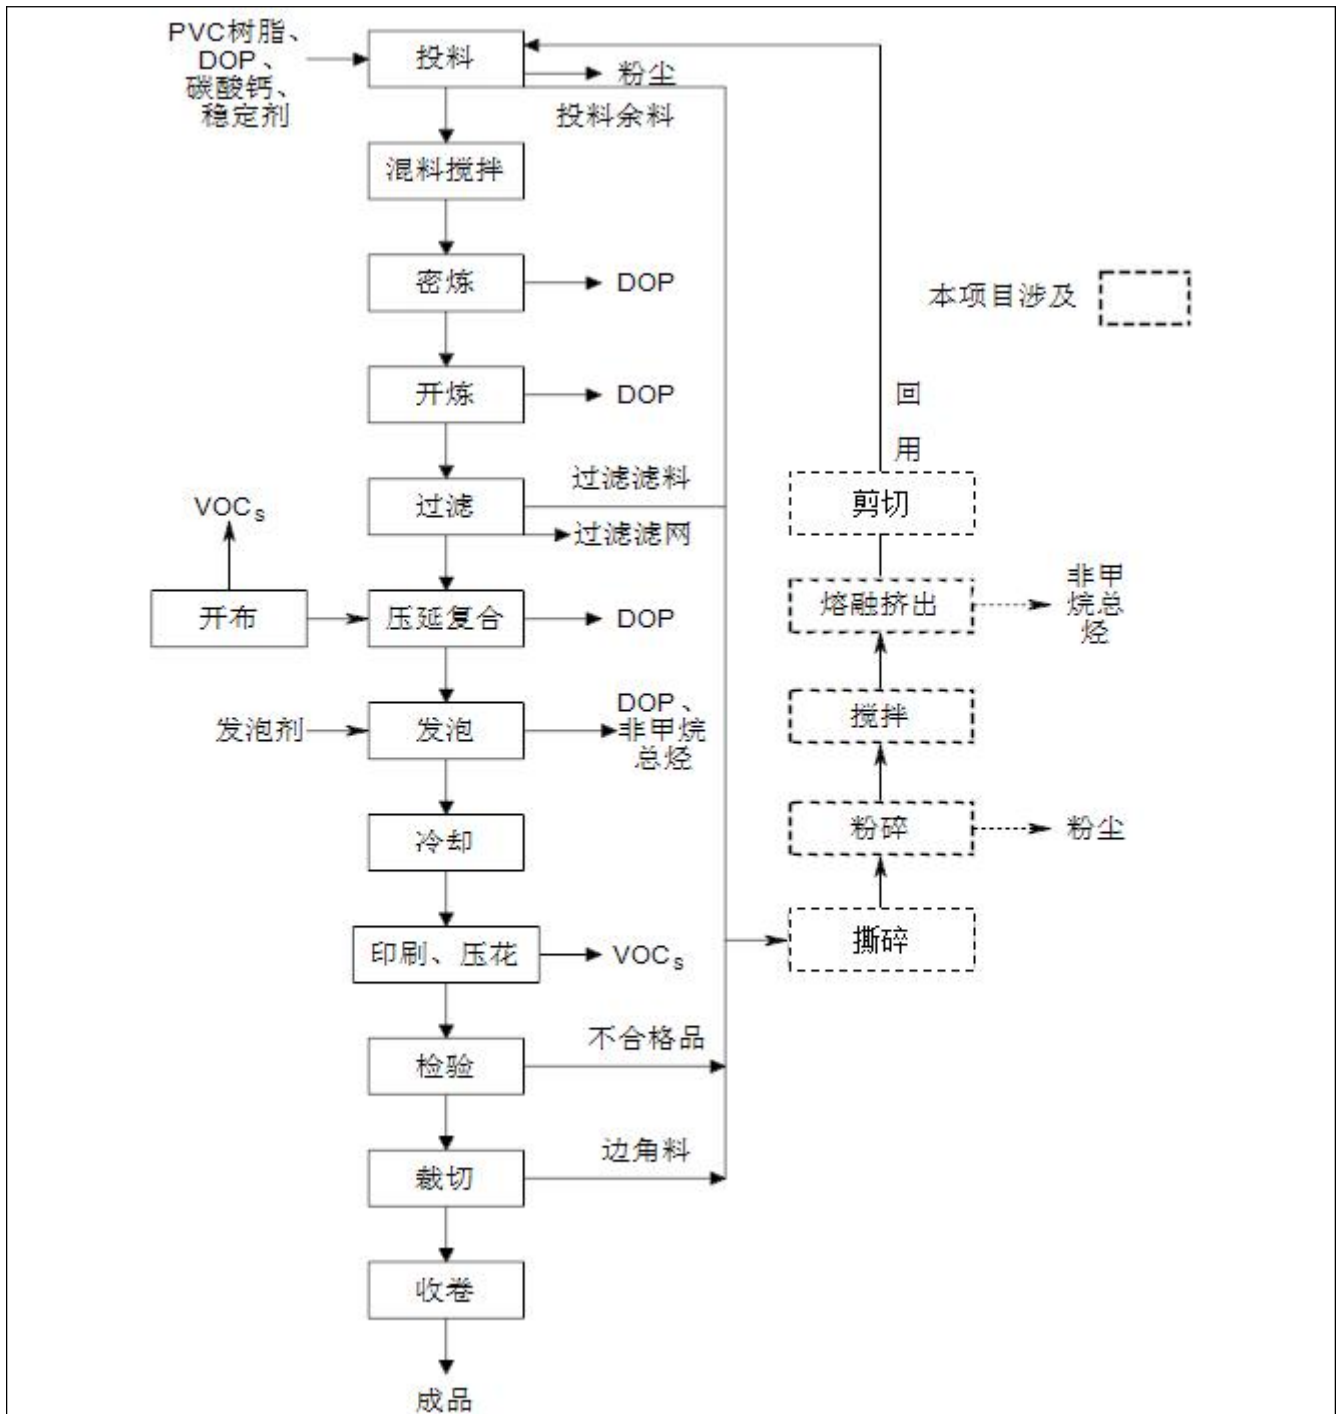 PVC树脂、
DOP、
碳酸钙、
稳定剂
投料
粉尘
投料余料
混料搅拌
密炼
DOP
本项目涉及
开炼
DOP
回
用
过滤滤料
过滤
过滤滤网
剪切
VOCs
开布
压延复合
DOP
熔融挤出
非甲
烷总
烃
发泡剂
发泡
DOP、
非甲烷
总烃
搅拌
冷却
粉碎
粉尘
印刷、压花
VOCs
撕碎
不合格品
检验
边角料
裁切
收卷
成品